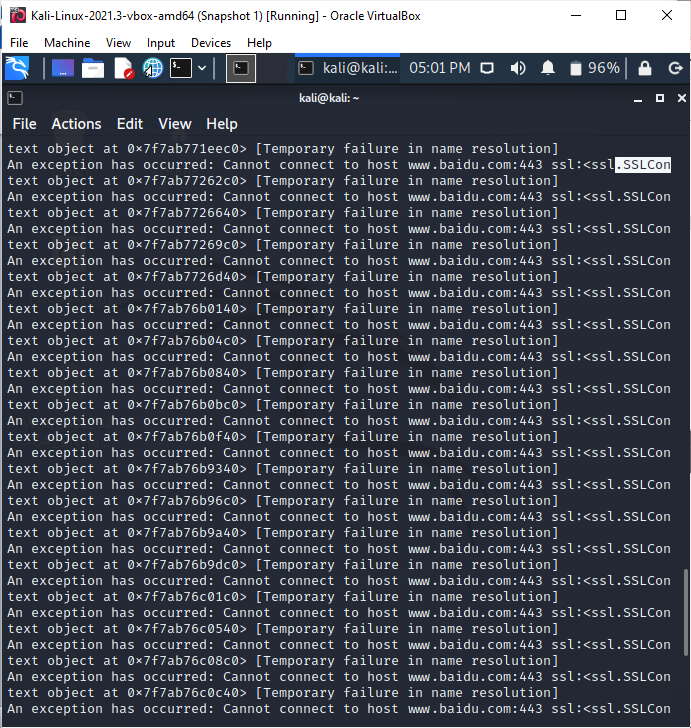 Kali-Linux-2021.3-vbox-amd64 (Snapshot 1) [Running] - Oracle VirtualBox
File Machine View Input Devices Help
kali@kali:... 05:01 PM 96%
kali@kali: ~
File Actions Edit View Help
text object at 0×7f7ab771eec0> [Temporary failure in name resolution]
An exception has occurred: Cannot connect to host www.baidu.com:443 ssl:<ssl.SSLCon
text object at 0×7f7ab77262c0> [Temporary failure in name resolution]
An exception has occurred: Cannot connect to host www.baidu.com:443 ssl:<ssl.SSLCon
text object at 0×7f7ab7726640> [Temporary failure in name resolution]
An exception has occurred: Cannot connect to host www.baidu.com:443 ssl:<ssl.SSLCon
text object at 0×7f7ab77269c0> [Temporary failure in name resolution]
An exception has occurred: Cannot connect to host www.baidu.com:443 ssl:<ssl.SSLCon
text object at 0×7f7ab7726d40> [Temporary failure in name resolution]
An exception has occurred: Cannot connect to host www.baidu.com:443 ssl:<ssl.SSLCon
text object at 0×7f7ab76b0140> [Temporary failure in name resolution]
An exception has occurred: Cannot connect to host www.baidu.com:443 ssl:<ssl.SSLCon
text object at 0×7f7ab76b04c0> [Temporary failure in name resolution]
An exception has occurred: Cannot connect to host www.baidu.com:443 ssl:<ssl.SSLCon
text object at 0×7f7ab76b0840> [Temporary failure in name resolution]
An exception has occurred: Cannot connect to host www.baidu.com:443 ssl:<ssl.SSLCon
text object at 0×7f7ab76b0bc0> [Temporary failure in name resolution]
An exception has occurred: Cannot connect to host www.baidu.com:443 ssl:<ssl.SSLCon
text object at 0×7f7ab76b0f40> [Temporary failure in name resolution]
An exception has occurred: Cannot connect to host www.baidu.com:443 ssl:<ssl.SSLCon
text object at 0×7f7ab76b9340> [Temporary failure in name resolution]
An exception has occurred: Cannot connect to host www.baidu.com:443 ssl:<ssl.SSLCon
text object at 0×7f7ab76b96c0> [Temporary failure in name resolution]
An exception has occurred: Cannot connect to host www.baidu.com:443 ssl:<ssl.SSLCon
text object at 0×7f7ab76b9a40> [Temporary failure in name resolution]
An exception has occurred: Cannot connect to host www.baidu.com:443 ssl:<ssl.SSLCon
text object at 0×7f7ab76b9dc0> [Temporary failure in name resolution]
An exception has occurred: Cannot connect to host www.baidu.com:443 ssl:<ssl.SSLCon
text object at 0×7f7ab76c01c0> [Temporary failure in name resolution]
An exception has occurred: Cannot connect to host www.baidu.com:443 ssl:<ssl.SSLCon
text object at 0×7f7ab76c0540> [Temporary failure in name resolution]
An exception has occurred: Cannot connect to host www.baidu.com:443 ssl:<ssl.SSLCon
text object at 0×7f7ab76c08c0> [Temporary failure in name resolution]
An exception has occurred: Cannot connect to host www.baidu.com:443 ssl:<ssl.SSLCon
text object at 0×7f7ab76c0c40> [Temporary failure in name resolution]
An exception has occurred: Cannot connect to host www.baidu.com:443 ssl:<ssl.SSLCon